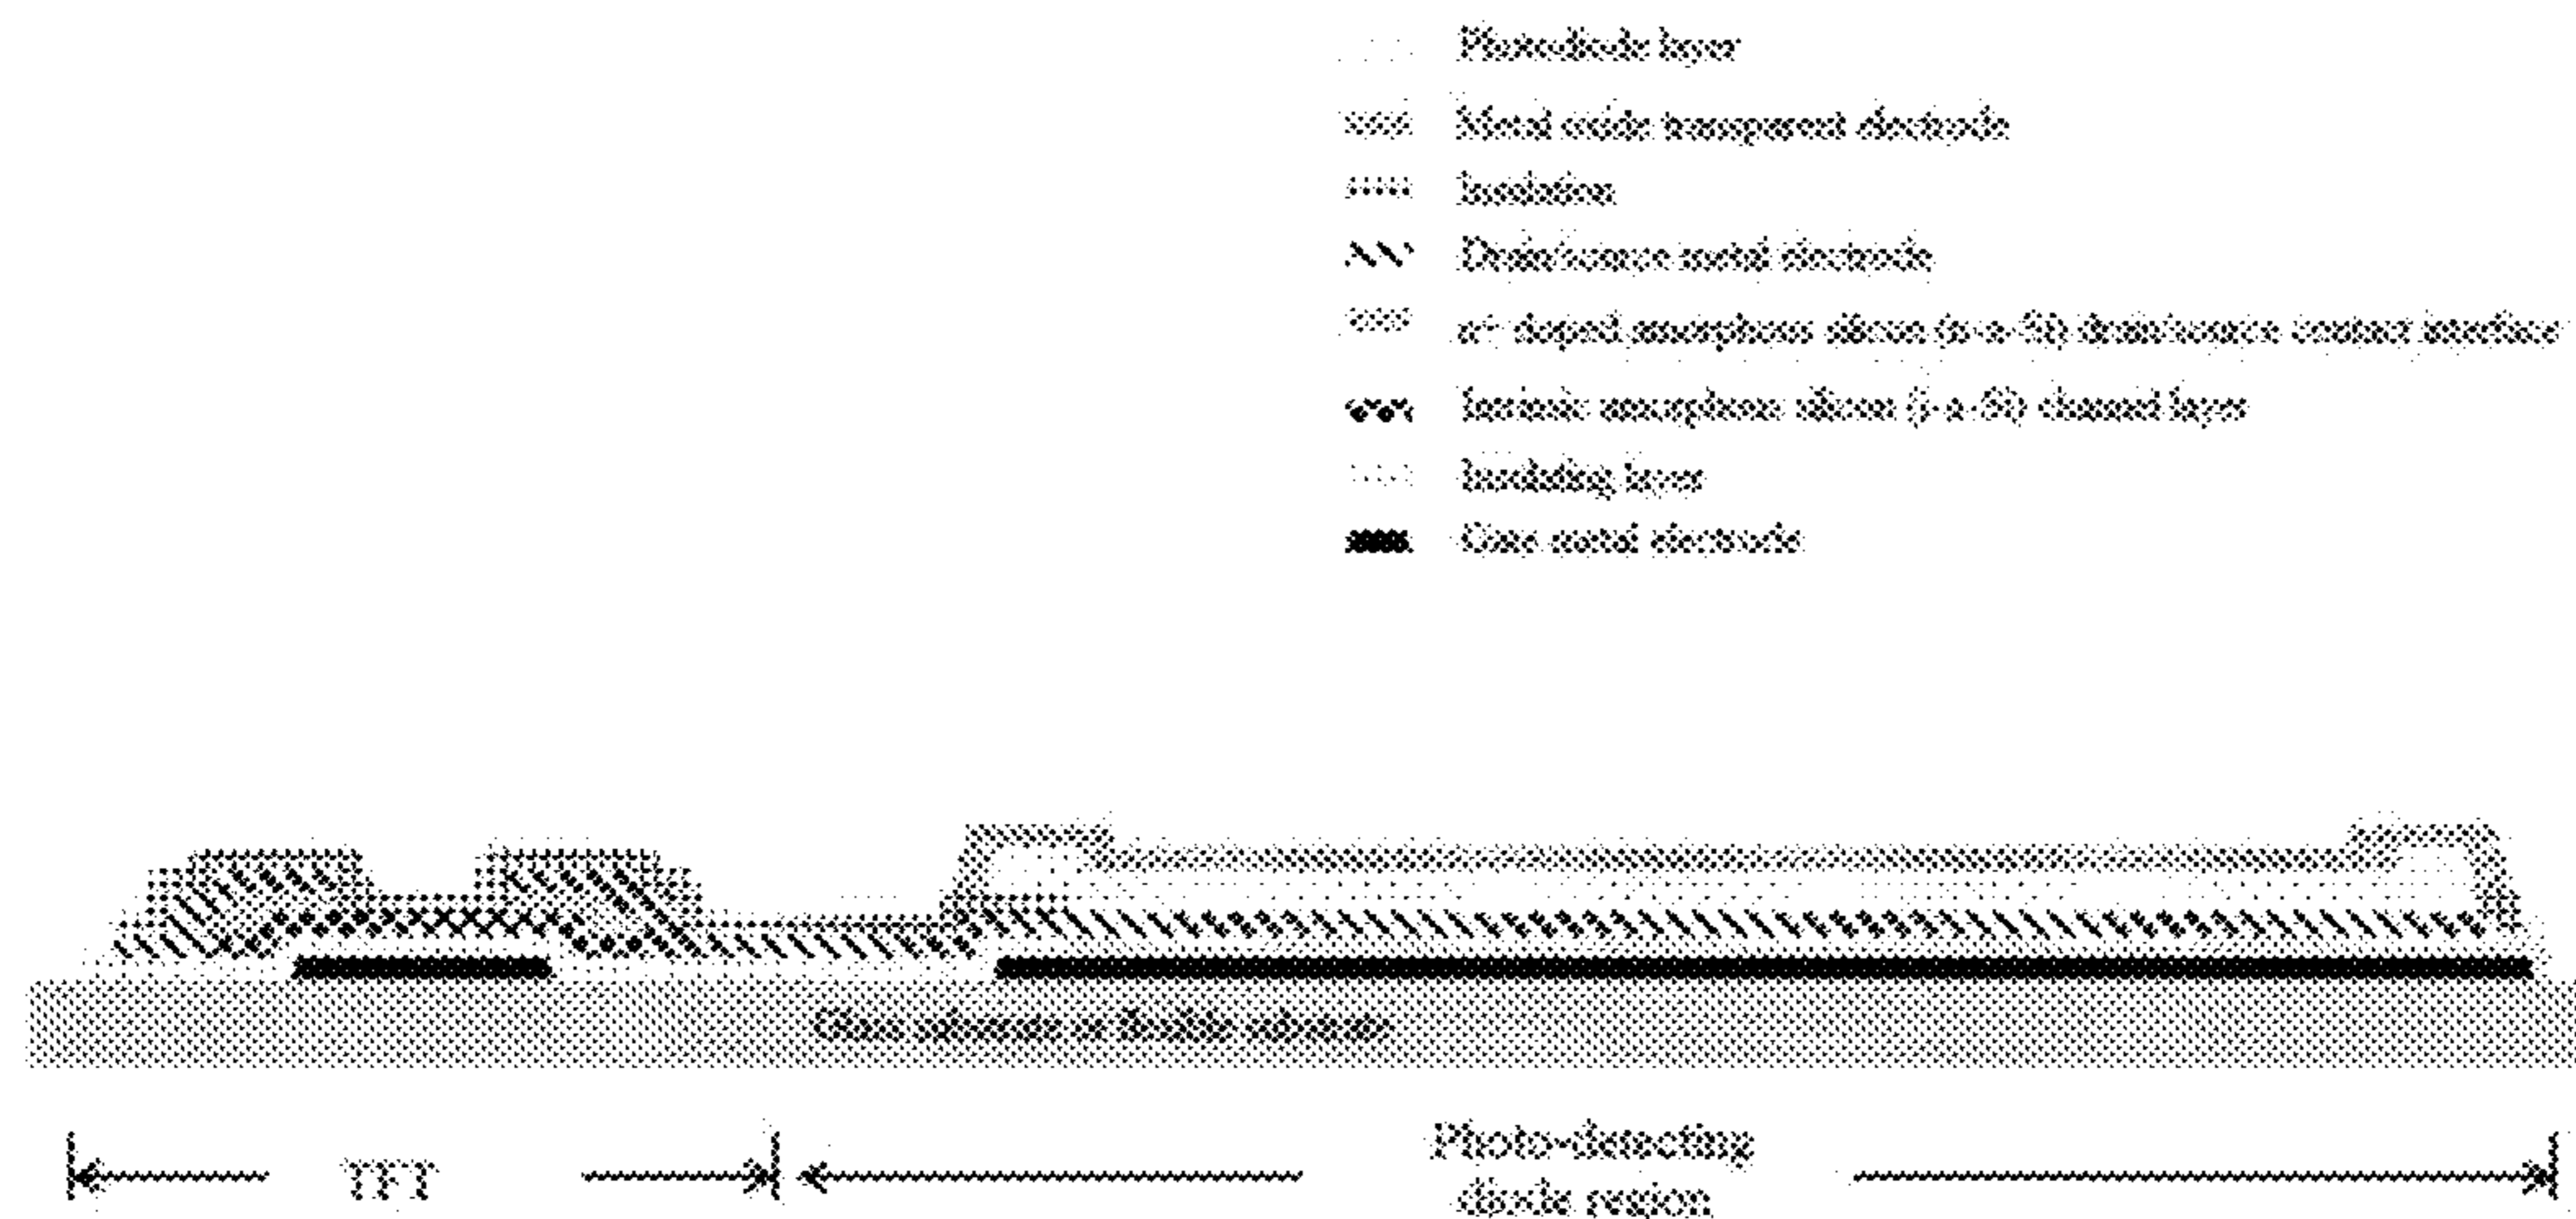 Photodiode layer
Metal oxide transparent electrode
Insulation
Drain/source metal electrode
n+ doped amorphous silicon (n-a-Si) drain/source contact interface
Intrinsic amorphous silicon (i-a-Si) channel layer
Insulating layer
Gate metal electrode
Glass substrate or flexible substrate
TFT
Photo-detecting
diode region